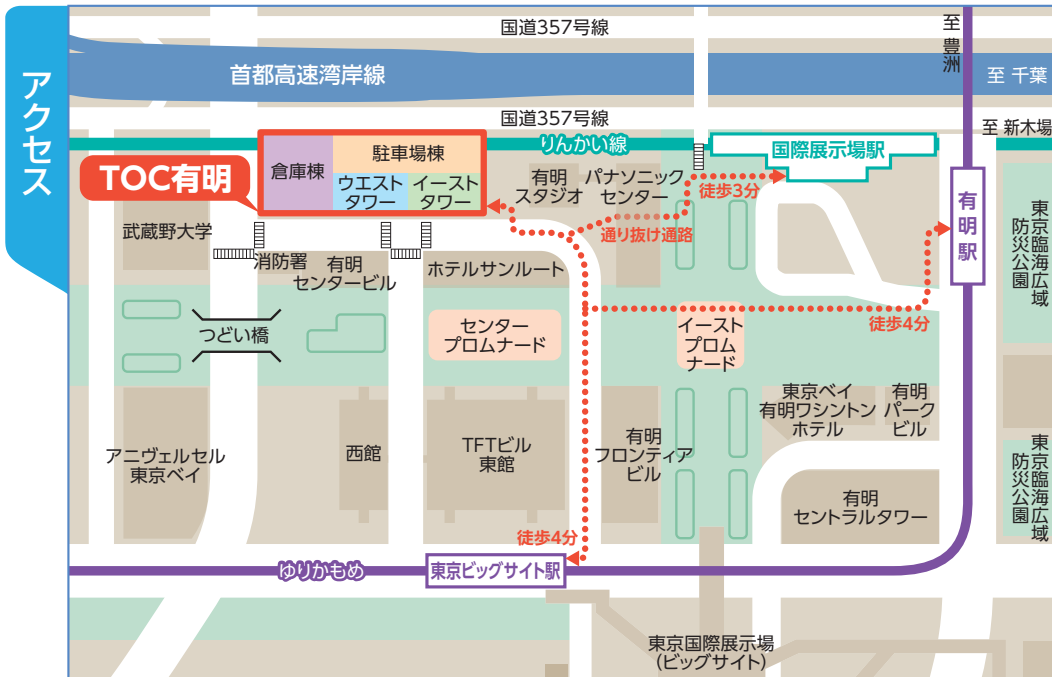 アクセス
国道357号線
至 豊洲
首都高速湾岸線
至 千葉
国道357号線
りんかい線
至 新木場
国際展示場駅
TOC有明
倉庫棟
駐車場棟
ウエスト
タワー
イースト
タワー
有明
スタジオ
パナソニック
センター
徒歩3分
通り抜け通路
有明駅
東京臨海広域
防災公園
武蔵野大学
消防署
有明
センタービル
ホテルサンルート
つどい橋
センター
プロムナード
イースト
プロム
ナード
徒歩4分
アニヴェルセル
東京ベイ
西館
TFTビル
東館
有明
フロンティア
ビル
東京ベイ
有明ワシントン
ホテル
有明
パーク
ビル
有明
セントラルタワー
東京臨海広域
防災公園
徒歩4分
ゆりかもめ
東京ビッグサイト駅
東京国際展示場
(ビッグサイト)